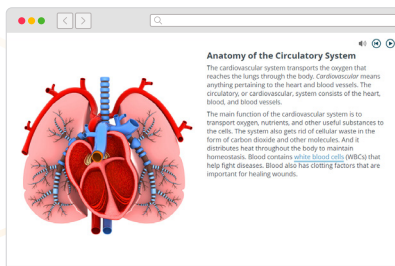 Anatomy of the Circulatory System
The cardiovascular system transports the oxygen that
reaches the lungs through the body. Cardiovascular means
anything pertaining to the heart and blood vessels. The
circulatory, or cardiovascular, system consists of the heart,
blood, and blood vessels.
The main function of the cardiovascular system is to
transport oxygen, nutrients, and other useful substances to
the cells. The system also gets rid of cellular waste in the
form of carbon dioxide and other molecules. And it
distributes heat throughout the body to maintain
homeostasis. Blood contains white blood cells (WBCs) that
help fight diseases. Blood also has clotting factors that are
important for healing wounds.